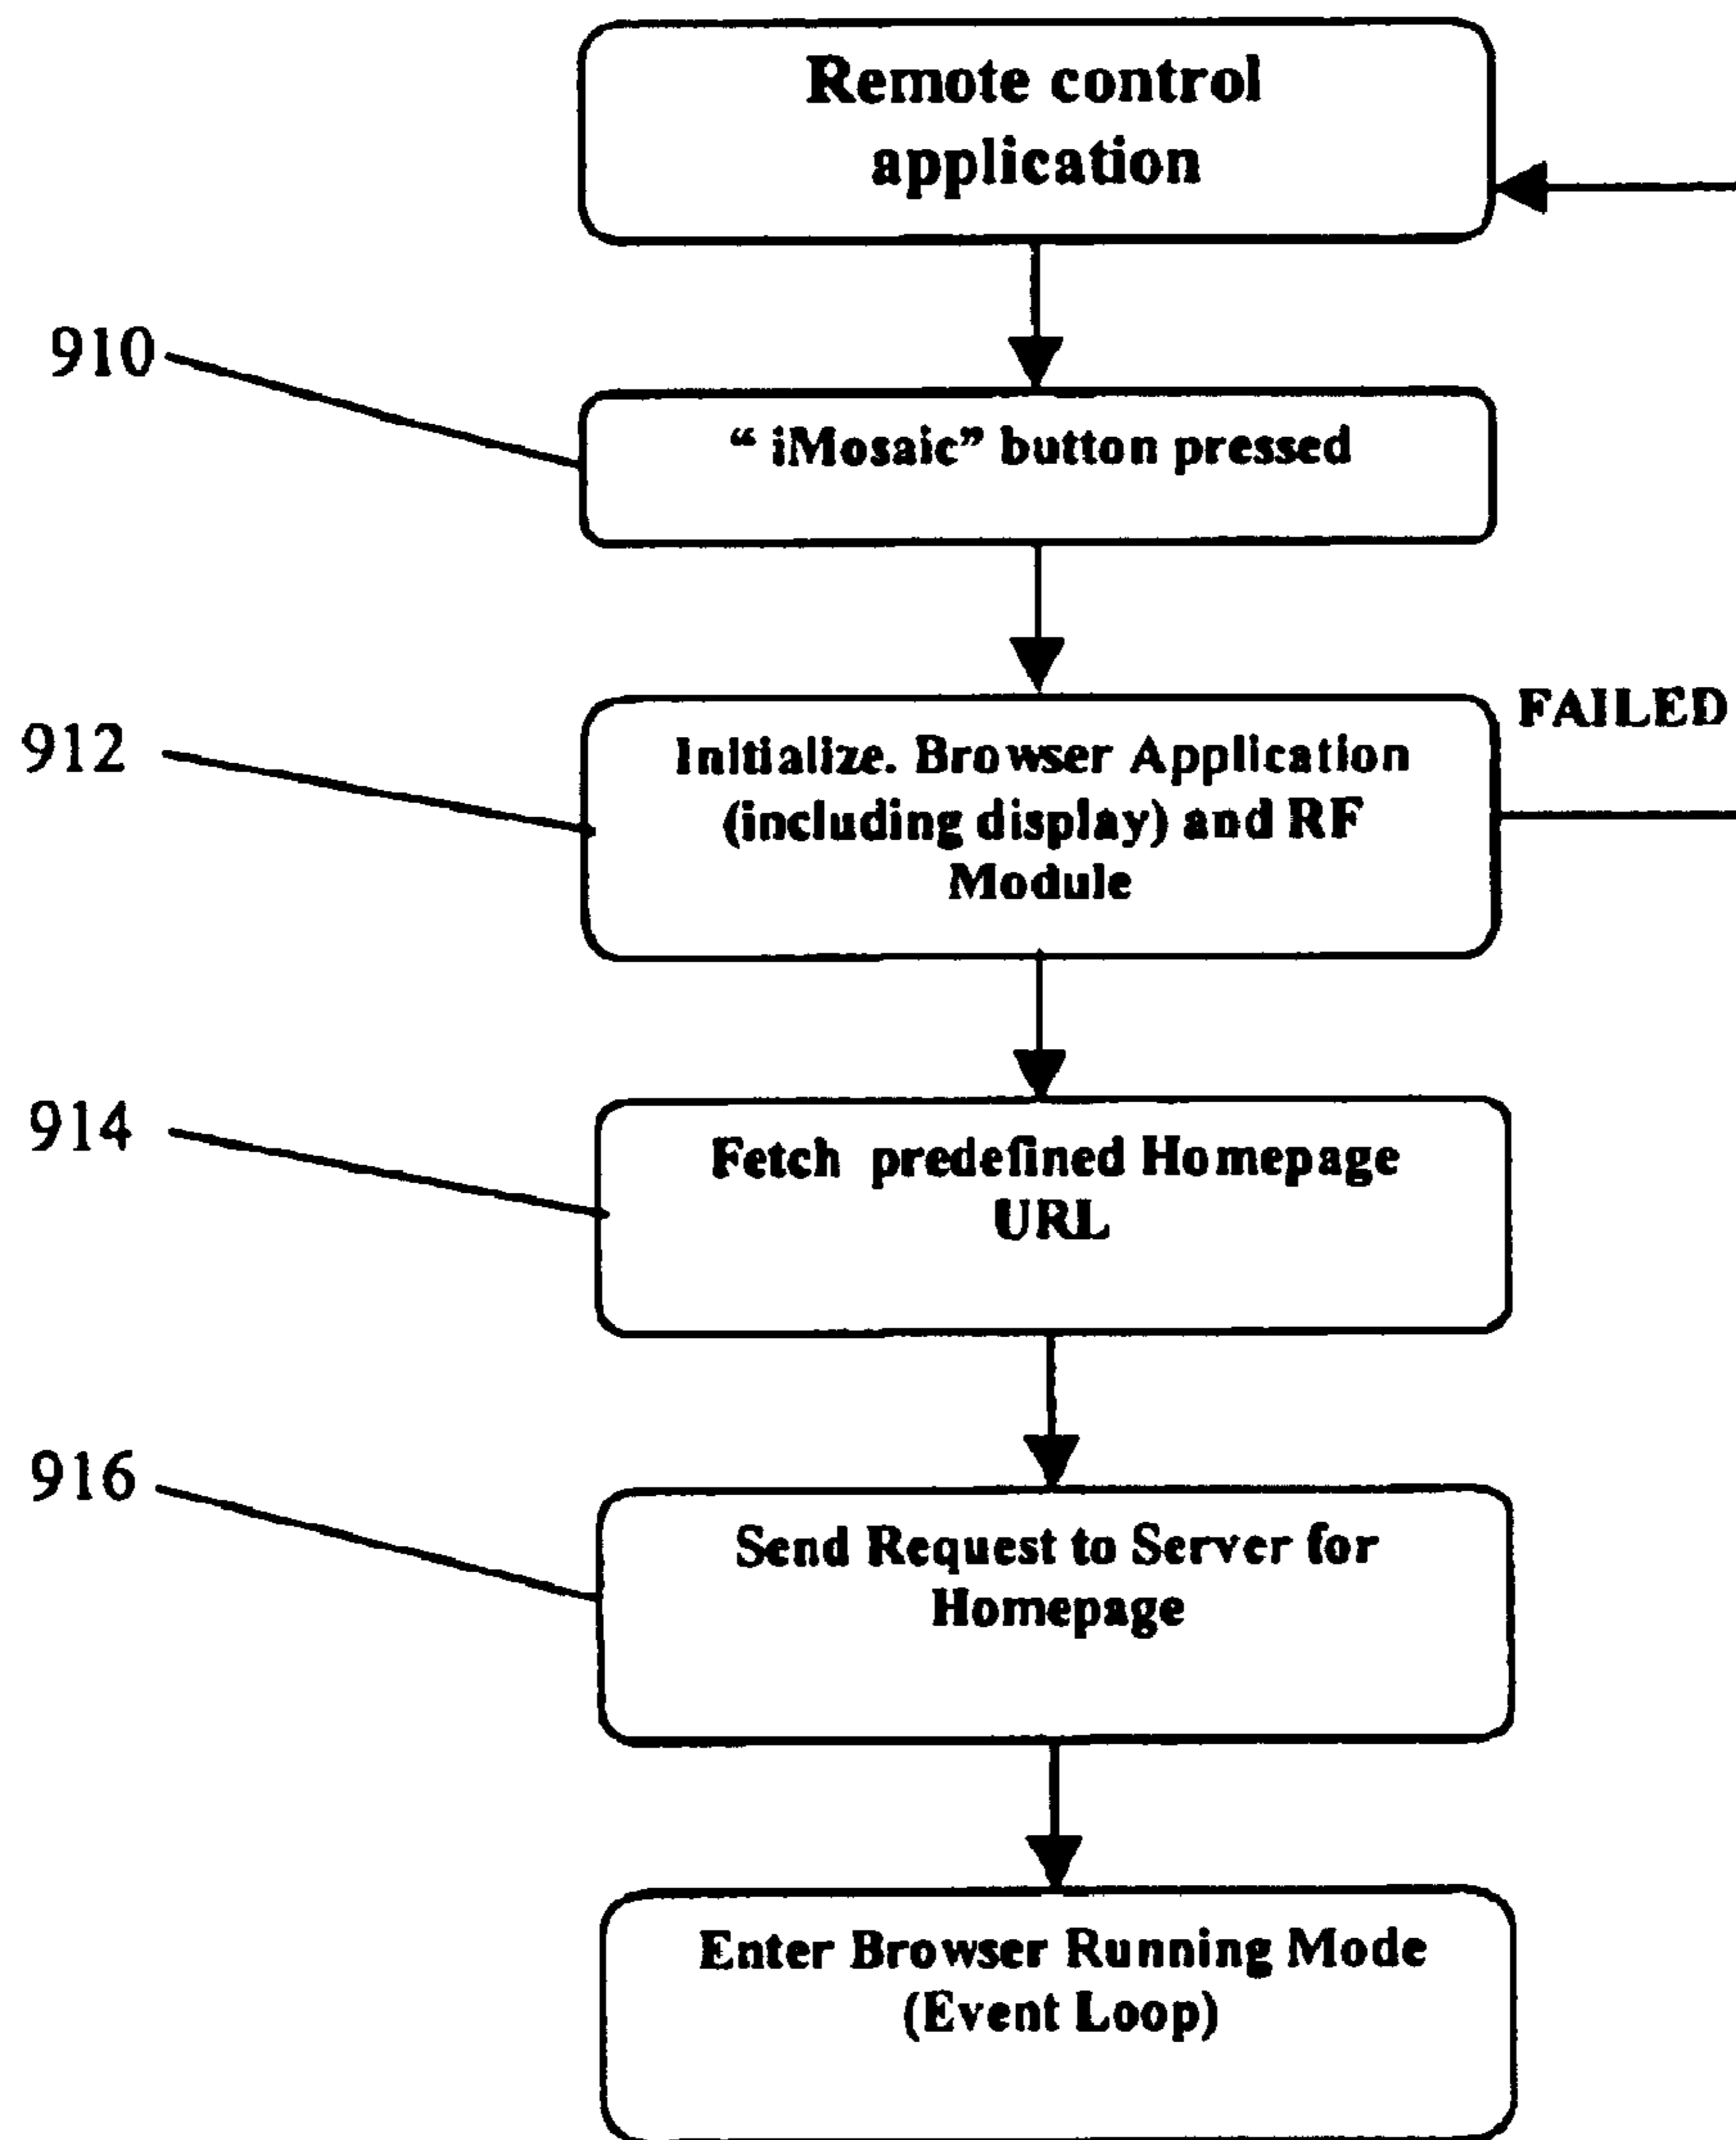 Remote control
application
910
“ iMosaic” button pressed
912
FAILED
Initialize. Browser Application
(including display) and RF
Module
914
Fetch predefined Homepage
URL
916
Send Request to Server for
Homepage
Enter Browser Running Mode
(Event Loop)